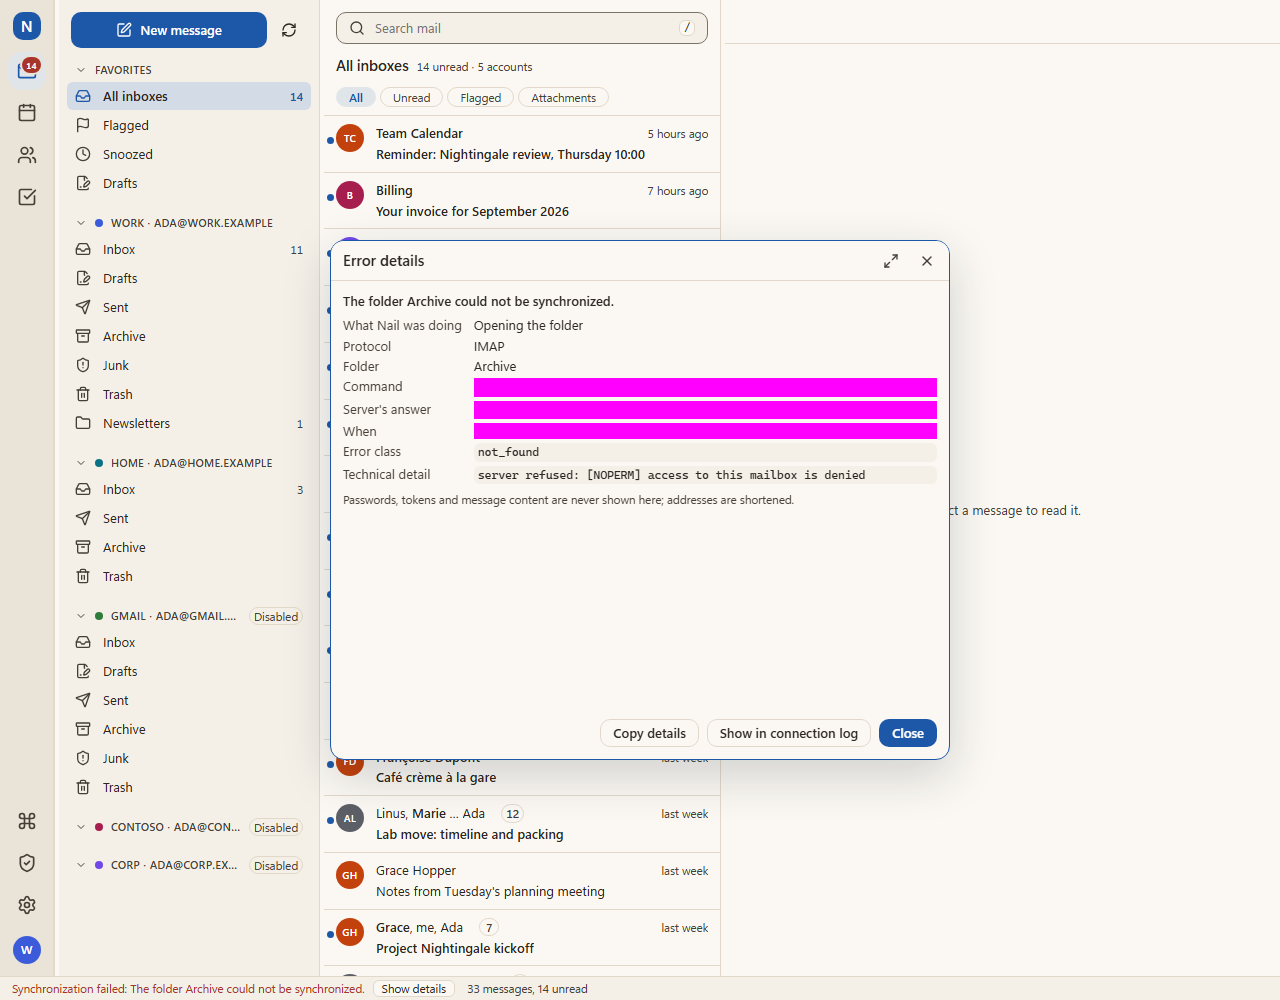 N
New message
Search mail
/
14
FAVORITES
All inboxes 14
Flagged
Snoozed
Drafts
WORK · ADA@WORK.EXAMPLE
Inbox 11
Drafts
Sent
Archive
Junk
Trash
Newsletters 1
HOME · ADA@HOME.EXAMPLE
Inbox 3
Sent
Archive
Trash
GMAIL · ADA@GMAIL.... Disabled
Inbox
Drafts
Sent
Archive
Junk
Trash
CONTOSO · ADA@CON... Disabled
CORP · ADA@CORP.EX... Disabled
W
All inboxes 14 unread · 5 accounts
All Unread Flagged Attachments
TC Team Calendar 5 hours ago
Reminder: Nightingale review, Thursday 10:00
B Billing 7 hours ago
Your invoice for September 2026
Error details
The folder Archive could not be synchronized.
What Nail was doing Opening the folder
Protocol IMAP
Folder Archive
Command
Server's answer
When
Error class not_found
Technical detail server refused: [NOPERM] access to this mailbox is denied
Passwords, tokens and message content are never shown here; addresses are shortened.
Copy details Show in connection log Close
a message to read it.
FD Françoise Dupont last week
Café crème à la gare
AL Linus, Marie ... Ada 12 last week
Lab move: timeline and packing
GH Grace Hopper last week
Notes from Tuesday's planning meeting
GH Grace, me, Ada 7 last week
Project Nightingale kickoff
Synchronization failed: The folder Archive could not be synchronized. Show details 33 messages, 14 unread